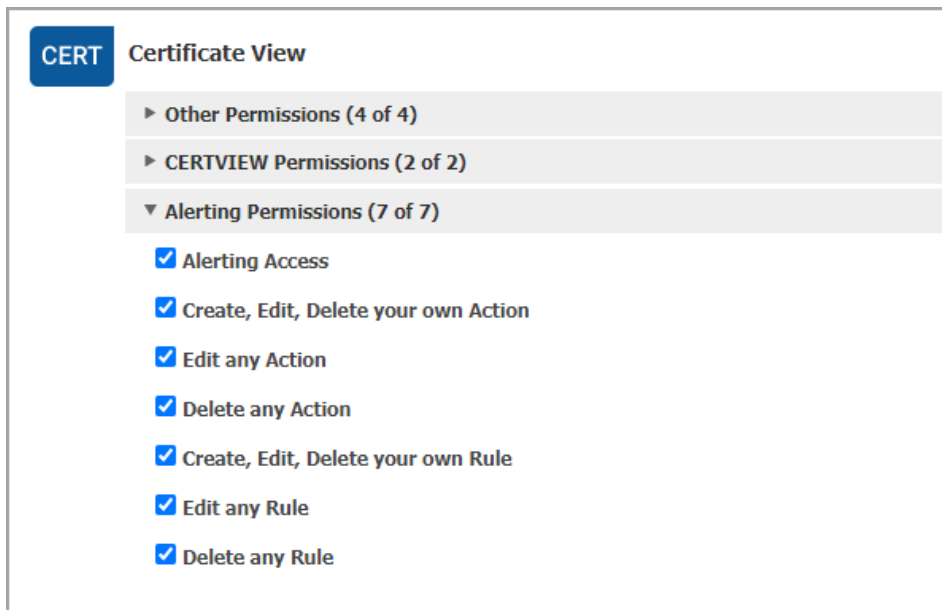 CERT Certificate View
Other Permissions (4 of 4)
CERTVIEW Permissions (2 of 2)
Alerting Permissions (7 of 7)
Alerting Access
Create, Edit, Delete your own Action
Edit any Action
Delete any Action
Create, Edit, Delete your own Rule
Edit any Rule
Delete any Rule